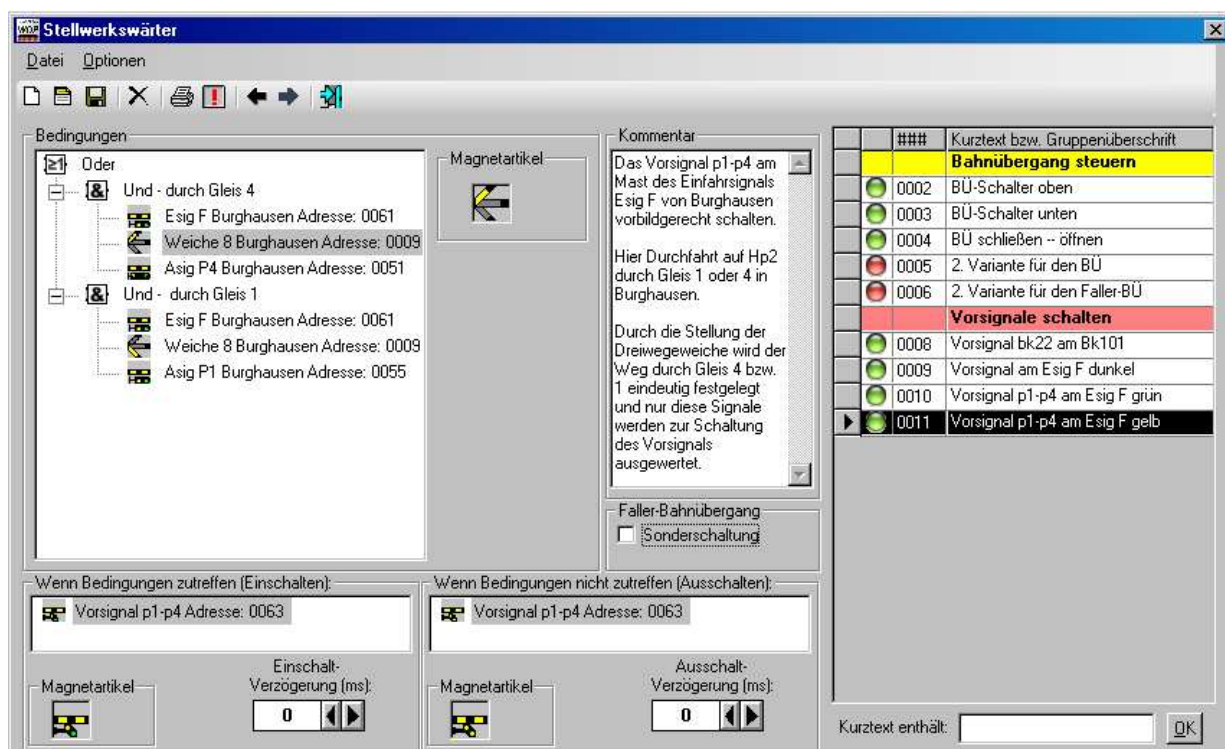 Stellwerkswärter
Datei Optionen
Bedingungen
≥1 Oder
& Und - durch Gleis 4
Esig F Burghausen Adresse: 0061
Weiche 8 Burghausen Adresse: 0009
Asig P4 Burghausen Adresse: 0051
& Und - durch Gleis 1
Esig F Burghausen Adresse: 0061
Weiche 8 Burghausen Adresse: 0009
Asig P1 Burghausen Adresse: 0055
Magnetartikel
Kommentar
Das Vorsignal p1-p4 am
Mast des Einfahrsignals
Esig F von Burghausen
vorbildgerecht schalten.
Hier Durchfahrt auf Hp2
durch Gleis 1 oder 4 in
Burghausen.
Durch die Stellung der
Dreiwegeweiche wird der
Weg durch Gleis 4 bzw.
1 eindeutig festgelegt
und nur diese Signale
werden zur Schaltung
des Vorsignals
ausgewertet.
Faller-Bahnübergang
Sonderschaltung
### Kurztext bzw. Gruppenüberschrift
Bahnübergang steuern
0002 BÜ-Schalter oben
0003 BÜ-Schalter unten
0004 BÜ schließen -- öffnen
0005 2. Variante für den BÜ
0006 2. Variante für den Faller-BÜ
Vorsignale schalten
0008 Vorsignal bk22 am Bk101
0009 Vorsignal am Esig F dunkel
0010 Vorsignal p1-p4 am Esig F grün
0011 Vorsignal p1-p4 am Esig F gelb
Wenn Bedingungen zutreffen (Einschalten):
Vorsignal p1-p4 Adresse: 0063
Magnetartikel
Einschalt-
Verzögerung (ms):
0
Wenn Bedingungen nicht zutreffen (Ausschalten):
Vorsignal p1-p4 Adresse: 0063
Magnetartikel
Ausschalt-
Verzögerung (ms):
0
Kurztext enthält: OK